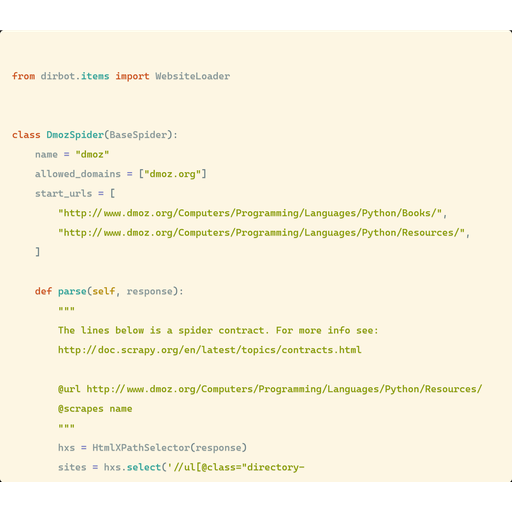 from dirbot.items import WebsiteLoader
class DmozSpider(BaseSpider):
name = "dmoz"
allowed_domains = ["dmoz.org"]
start_urls = [
"http://www.dmoz.org/Computers/Programming/Languages/Python/Books/",
"http://www.dmoz.org/Computers/Programming/Languages/Python/Resources/",
]
def parse(self, response):
"""
The lines below is a spider contract. For more info see:
http://doc.scrapy.org/en/latest/topics/contracts.html
@url http://www.dmoz.org/Computers/Programming/Languages/Python/Resources/
@scrapes name
"""
hxs = HtmlXPathSelector(response)
sites = hxs.select('//ul[@class="directory-